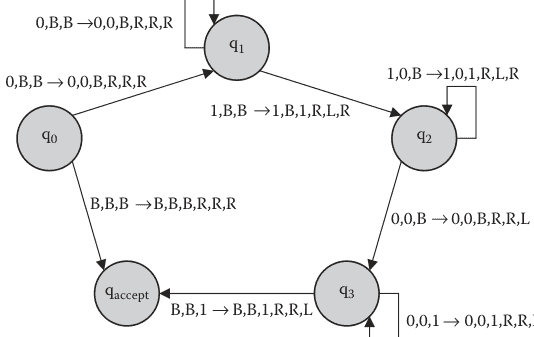 0,B,B →0,0,B,R,R,R
q1
0,B,B → 0,0,B,R,R,R
1,0,B →1,0,1,R,L,R
1,B,B → 1,B,1,R,L,R
q0
q2
B,B,B →B,B,B,R,R,R
0,0,B → 0,0,B,R,R,L
qaccept
q3
B,B,1 → B,B,1,R,R,L
0,0,1 → 0,0,1,R,R,